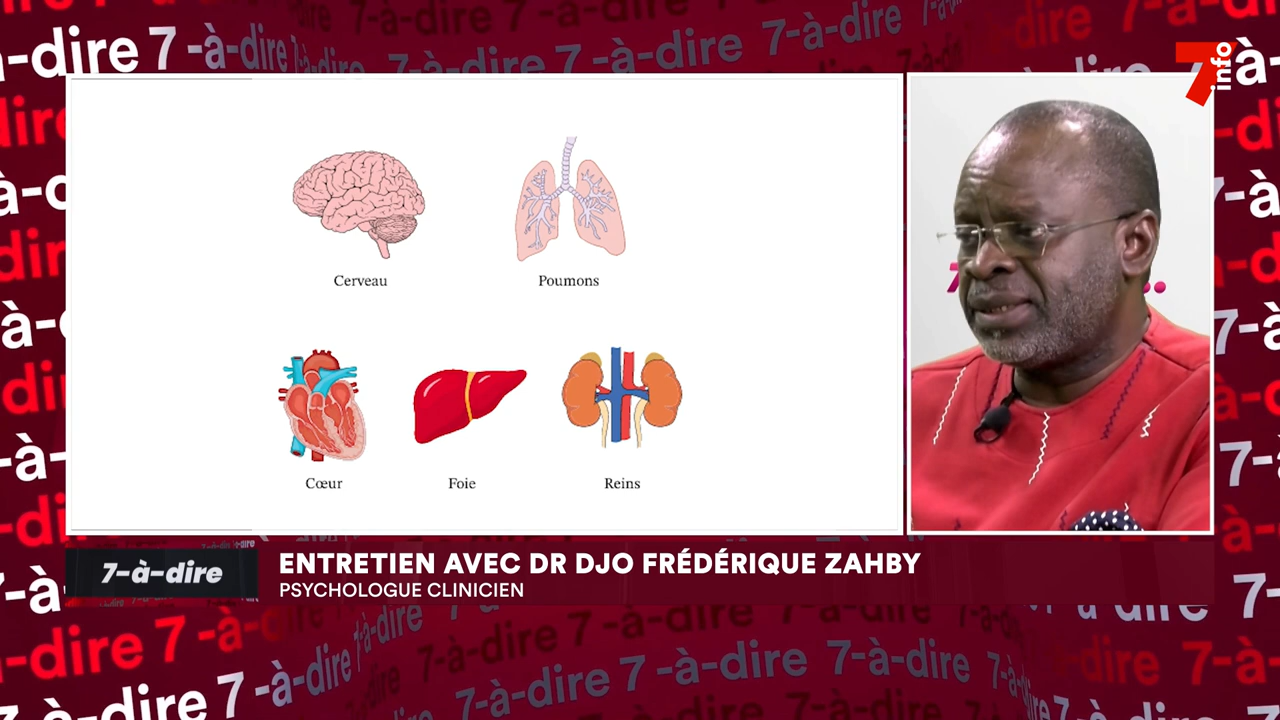 7 info
Cerveau
Poumons
Cœur
Foie
Reins
7-à-dire
ENTRETIEN AVEC DR DJO FRÉDÉRIQUE ZAHBY
PSYCHOLOGUE CLINICIEN